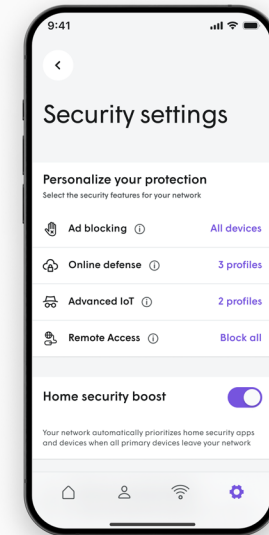 9:41
Security settings
Personalize your protection
Select the security features for your network
Ad blocking All devices
Online defense 3 profiles
Advanced IoT 2 profiles
Remote Access Block all
Home security boost
Your network automatically prioritizes home security apps
and devices when all primary devices leave your network